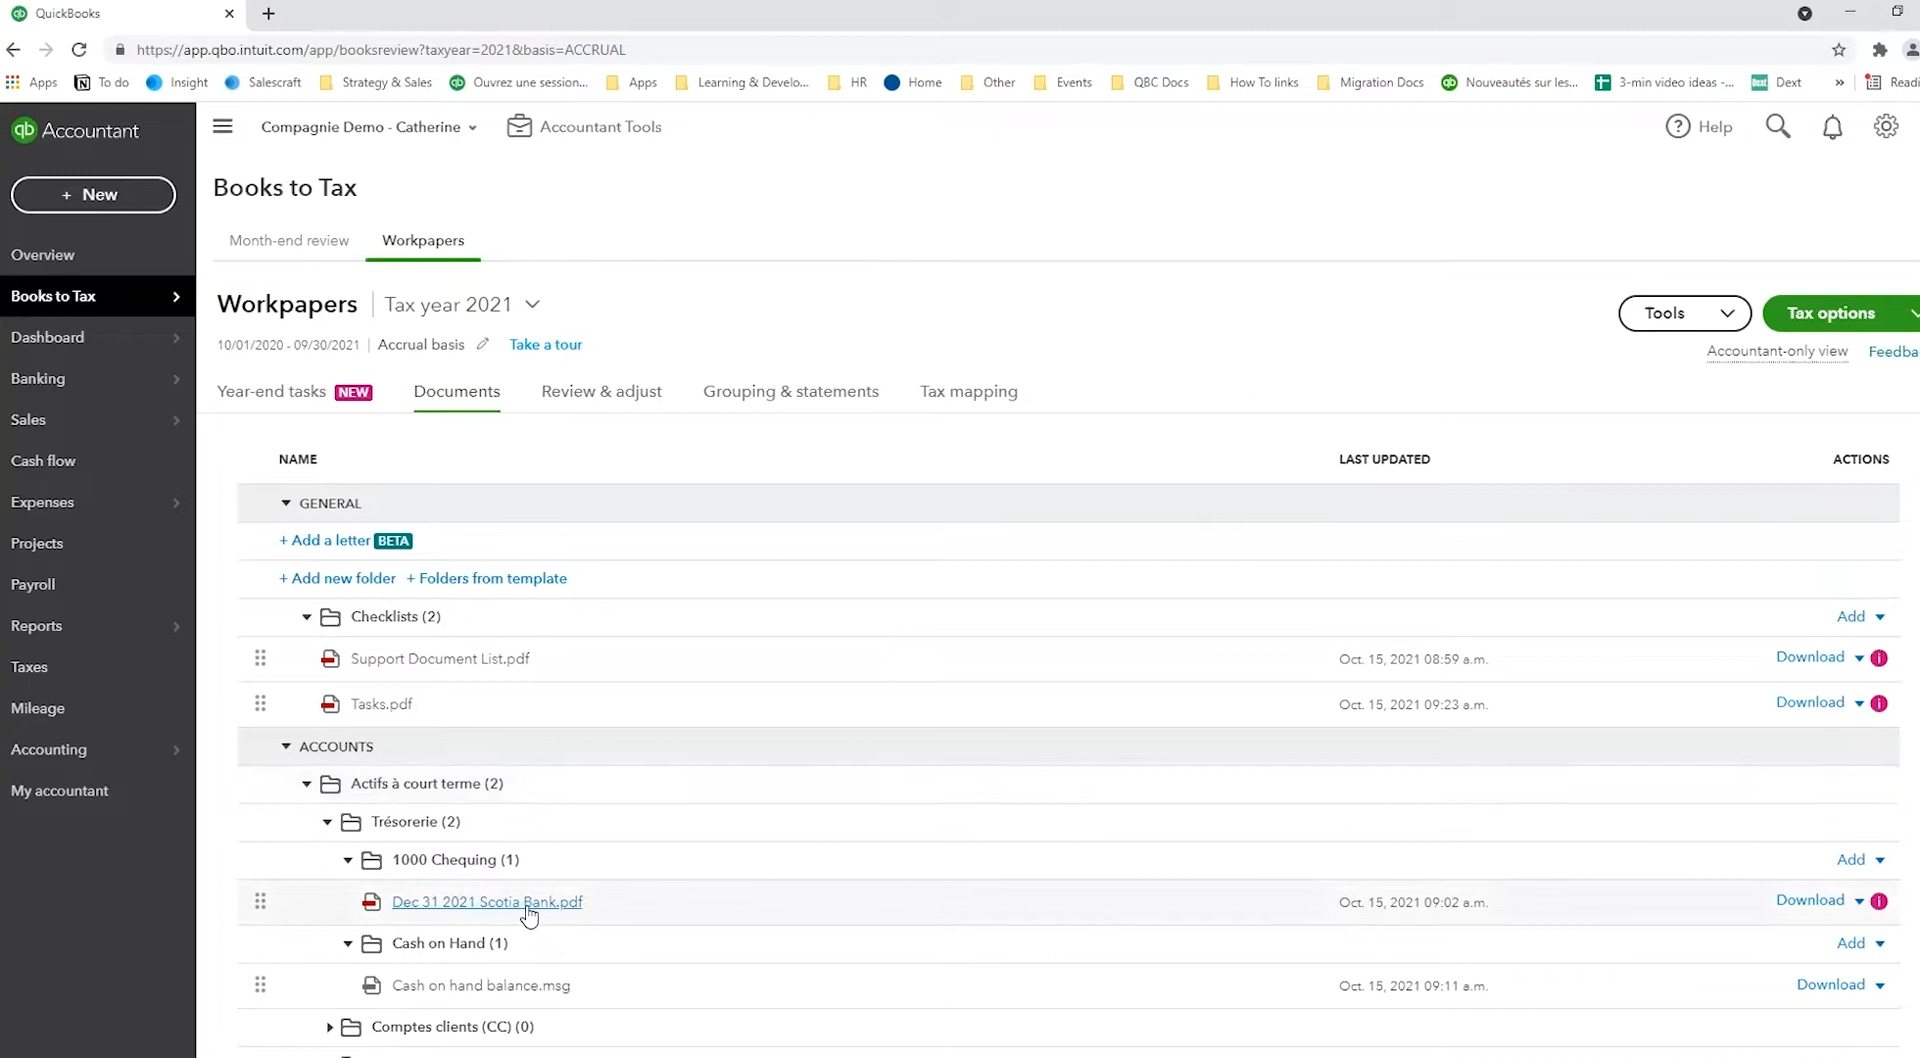 QuickBooks
https://app.qbo.intuit.com/app/booksreview?taxyear=2021&basis=ACCRUAL
Apps To do Insight Salescraft Strategy & Sales Ouvrez une session... Apps Learning & Develo... HR Home Other Events QBC Docs How To links Migration Docs Nouveautés sur les... 3-min video ideas -... Dext » Readi
qb Accountant
Compagnie Demo - Catherine Accountant Tools Help
+ New
Overview
Books to Tax
Dashboard
Banking
Sales
Cash flow
Expenses
Projects
Payroll
Reports
Taxes
Mileage
Accounting
My accountant
Books to Tax
Month-end review Workpapers
Workpapers Tax year 2021
Tools Tax options
10/01/2020 - 09/30/2021 Accrual basis Take a tour
Accountant-only view Feedba
Year-end tasks NEW Documents Review & adjust Grouping & statements Tax mapping
NAME LAST UPDATED ACTIONS
GENERAL
+ Add a letter BETA
+ Add new folder + Folders from template
Checklists (2) Add
Support Document List.pdf Oct. 15, 2021 08:59 a.m. Download
Tasks.pdf Oct. 15, 2021 09:23 a.m. Download
ACCOUNTS
Actifs à court terme (2)
Trésorerie (2)
1000 Chequing (1) Add
Dec 31 2021 Scotia Bank.pdf Oct. 15, 2021 09:02 a.m. Download
Cash on Hand (1) Add
Cash on hand balance.msg Oct. 15, 2021 09:11 a.m. Download
Comptes clients (CC) (0)